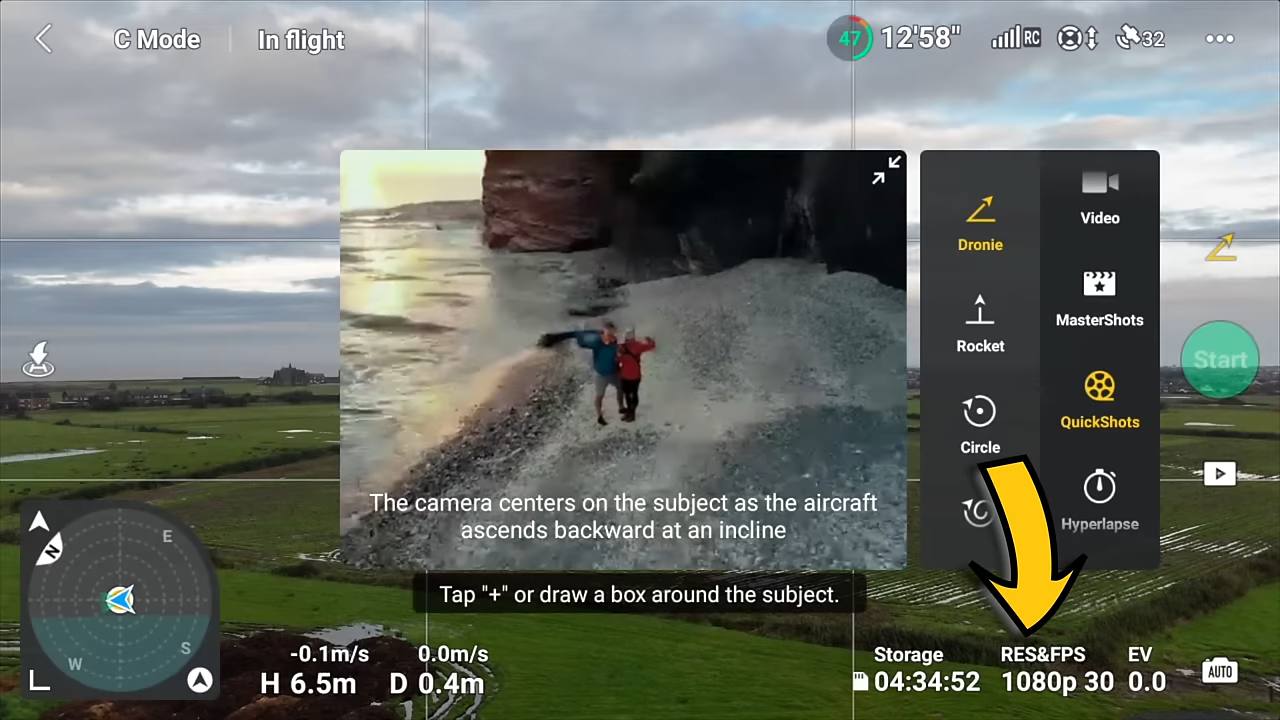 C Mode
In flight
47
12'58"
RC
32
Dronie
Rocket
Circle
Video
MasterShots
QuickShots
Hyperlapse
Start
The camera centers on the subject as the aircraft
ascends backward at an incline
Tap "+" or draw a box around the subject.
N
E
S
W
-0.1m/s
0.0m/s
H 6.5m
D 0.4m
Storage
04:34:52
RES&FPS
1080p 30
EV
0.0
AUTO